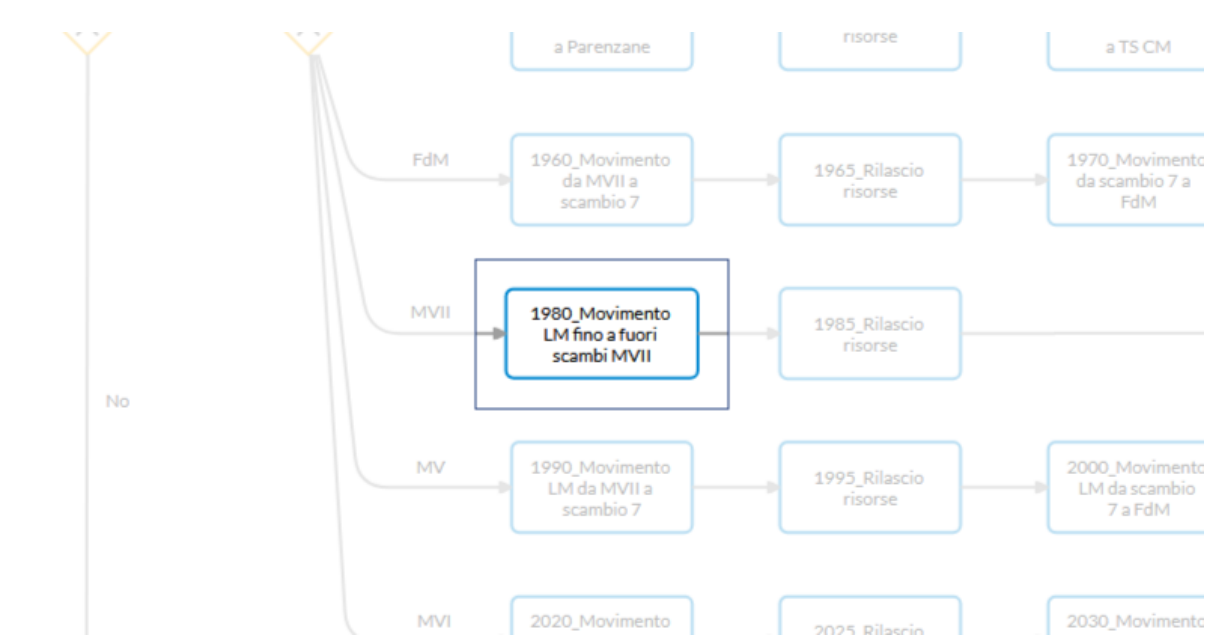 a Parenzane
risorse
a TS CM
FdM
1960_Movimento
da MVII a
scambio 7
1965_Rilascio
risorse
1970_Movimento
da scambio 7 a
FdM
MVII
1980_Movimento
LM fino a fuori
scambi MVII
1985_Rilascio
risorse
No
MV
1990_Movimento
LM da MVII a
scambio 7
1995_Rilascio
risorse
2000_Movimento
LM da scambio
7 a FdM
MVI
2020_Movimento
2025_Rilascio
2030_Movimento